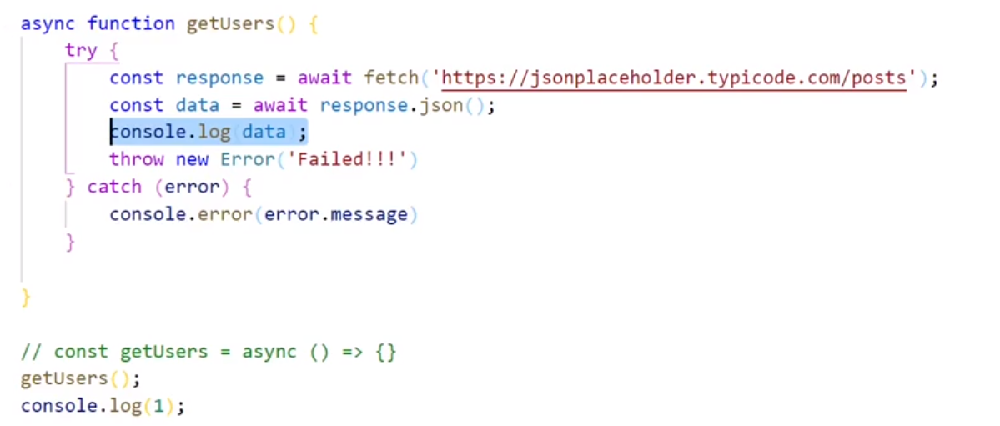 async function getUsers() {
try {
const response = await fetch('https://jsonplaceholder.typicode.com/posts');
const data = await response.json();
console.log(data);
throw new Error('Failed!!!')
} catch (error) {
console.error(error.message)
}
}
// const getUsers = async () => {}
getUsers();
console.log(1);